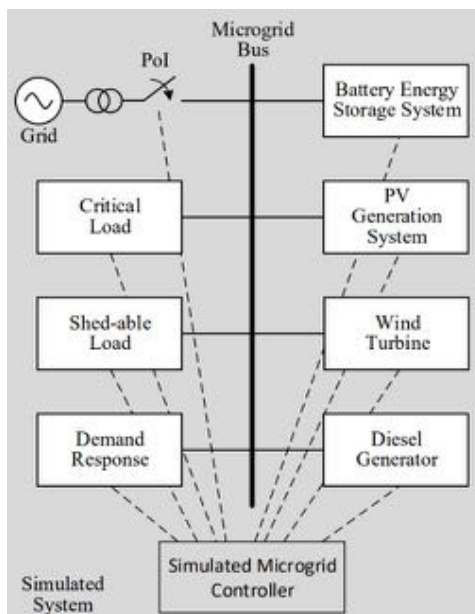 Microgrid
Bus
PoI
Grid
Battery Energy
Storage System
Critical
Load
PV
Generation
System
Shed-able
Load
Wind
Turbine
Demand
Response
Diesel
Generator
Simulated Microgrid
Controller
Simulated
System